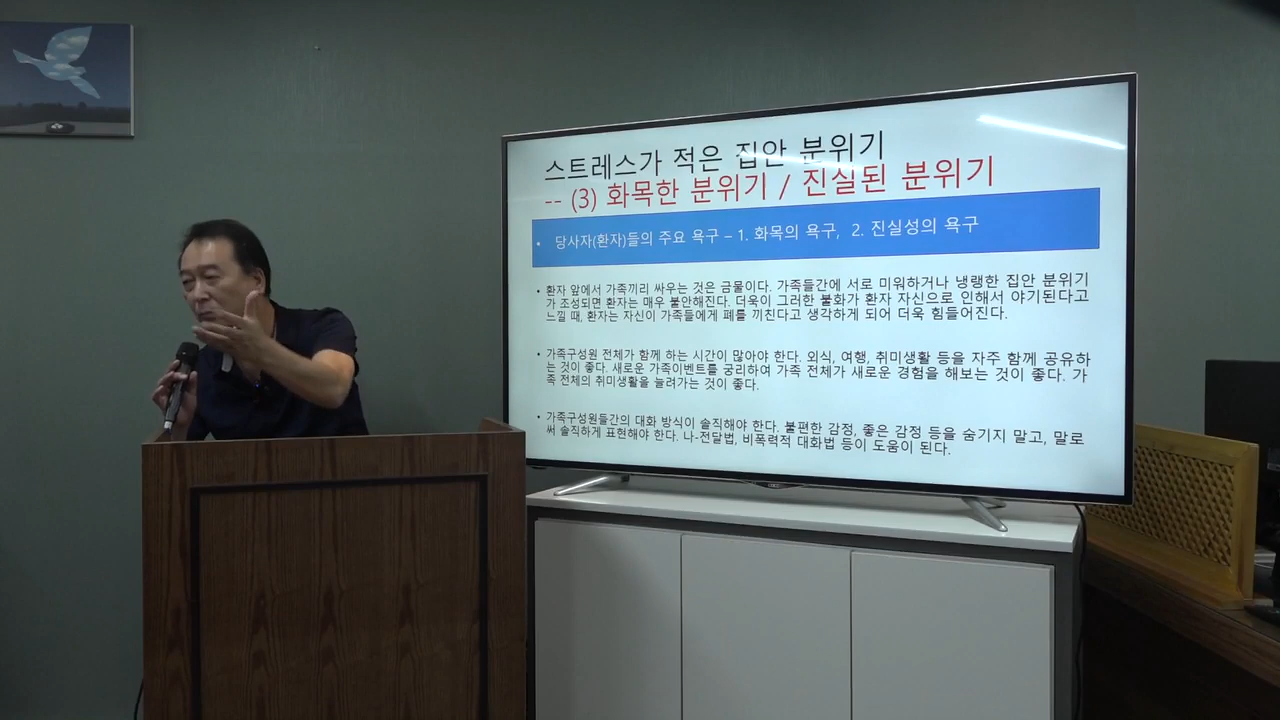 스트레스가 적은 집안 분위기
-- (3) 화목한 분위기 / 진실된 분위기
• 당사자(환자)들의 주요 욕구 – 1. 화목의 욕구, 2. 진실성의 욕구
• 환자 앞에서 가족끼리 싸우는 것은 금물이다. 가족들간에 서로 미워하거나 냉랭한 집안 분위기
가 조성되면 환자는 매우 불안해진다. 더욱이 그러한 불화가 환자 자신으로 인해서 야기된다고
느낄 때, 환자는 자신이 가족들에게 폐를 끼친다고 생각하게 되어 더욱 힘들어진다.
• 가족구성원 전체가 함께 하는 시간이 많아야 한다. 외식, 여행, 취미생활 등을 자주 함께 공유하
는 것이 좋다. 새로운 가족이벤트를 궁리하여 가족 전체가 새로운 경험을 해보는 것이 좋다. 가
족 전체의 취미생활을 늘려가는 것이 좋다.
• 가족구성원들간의 대화 방식이 솔직해야 한다. 불편한 감정, 좋은 감정 등을 숨기지 말고, 말로
써 솔직하게 표현해야 한다. 나-전달법, 비폭력적 대화법 등이 도움이 된다.